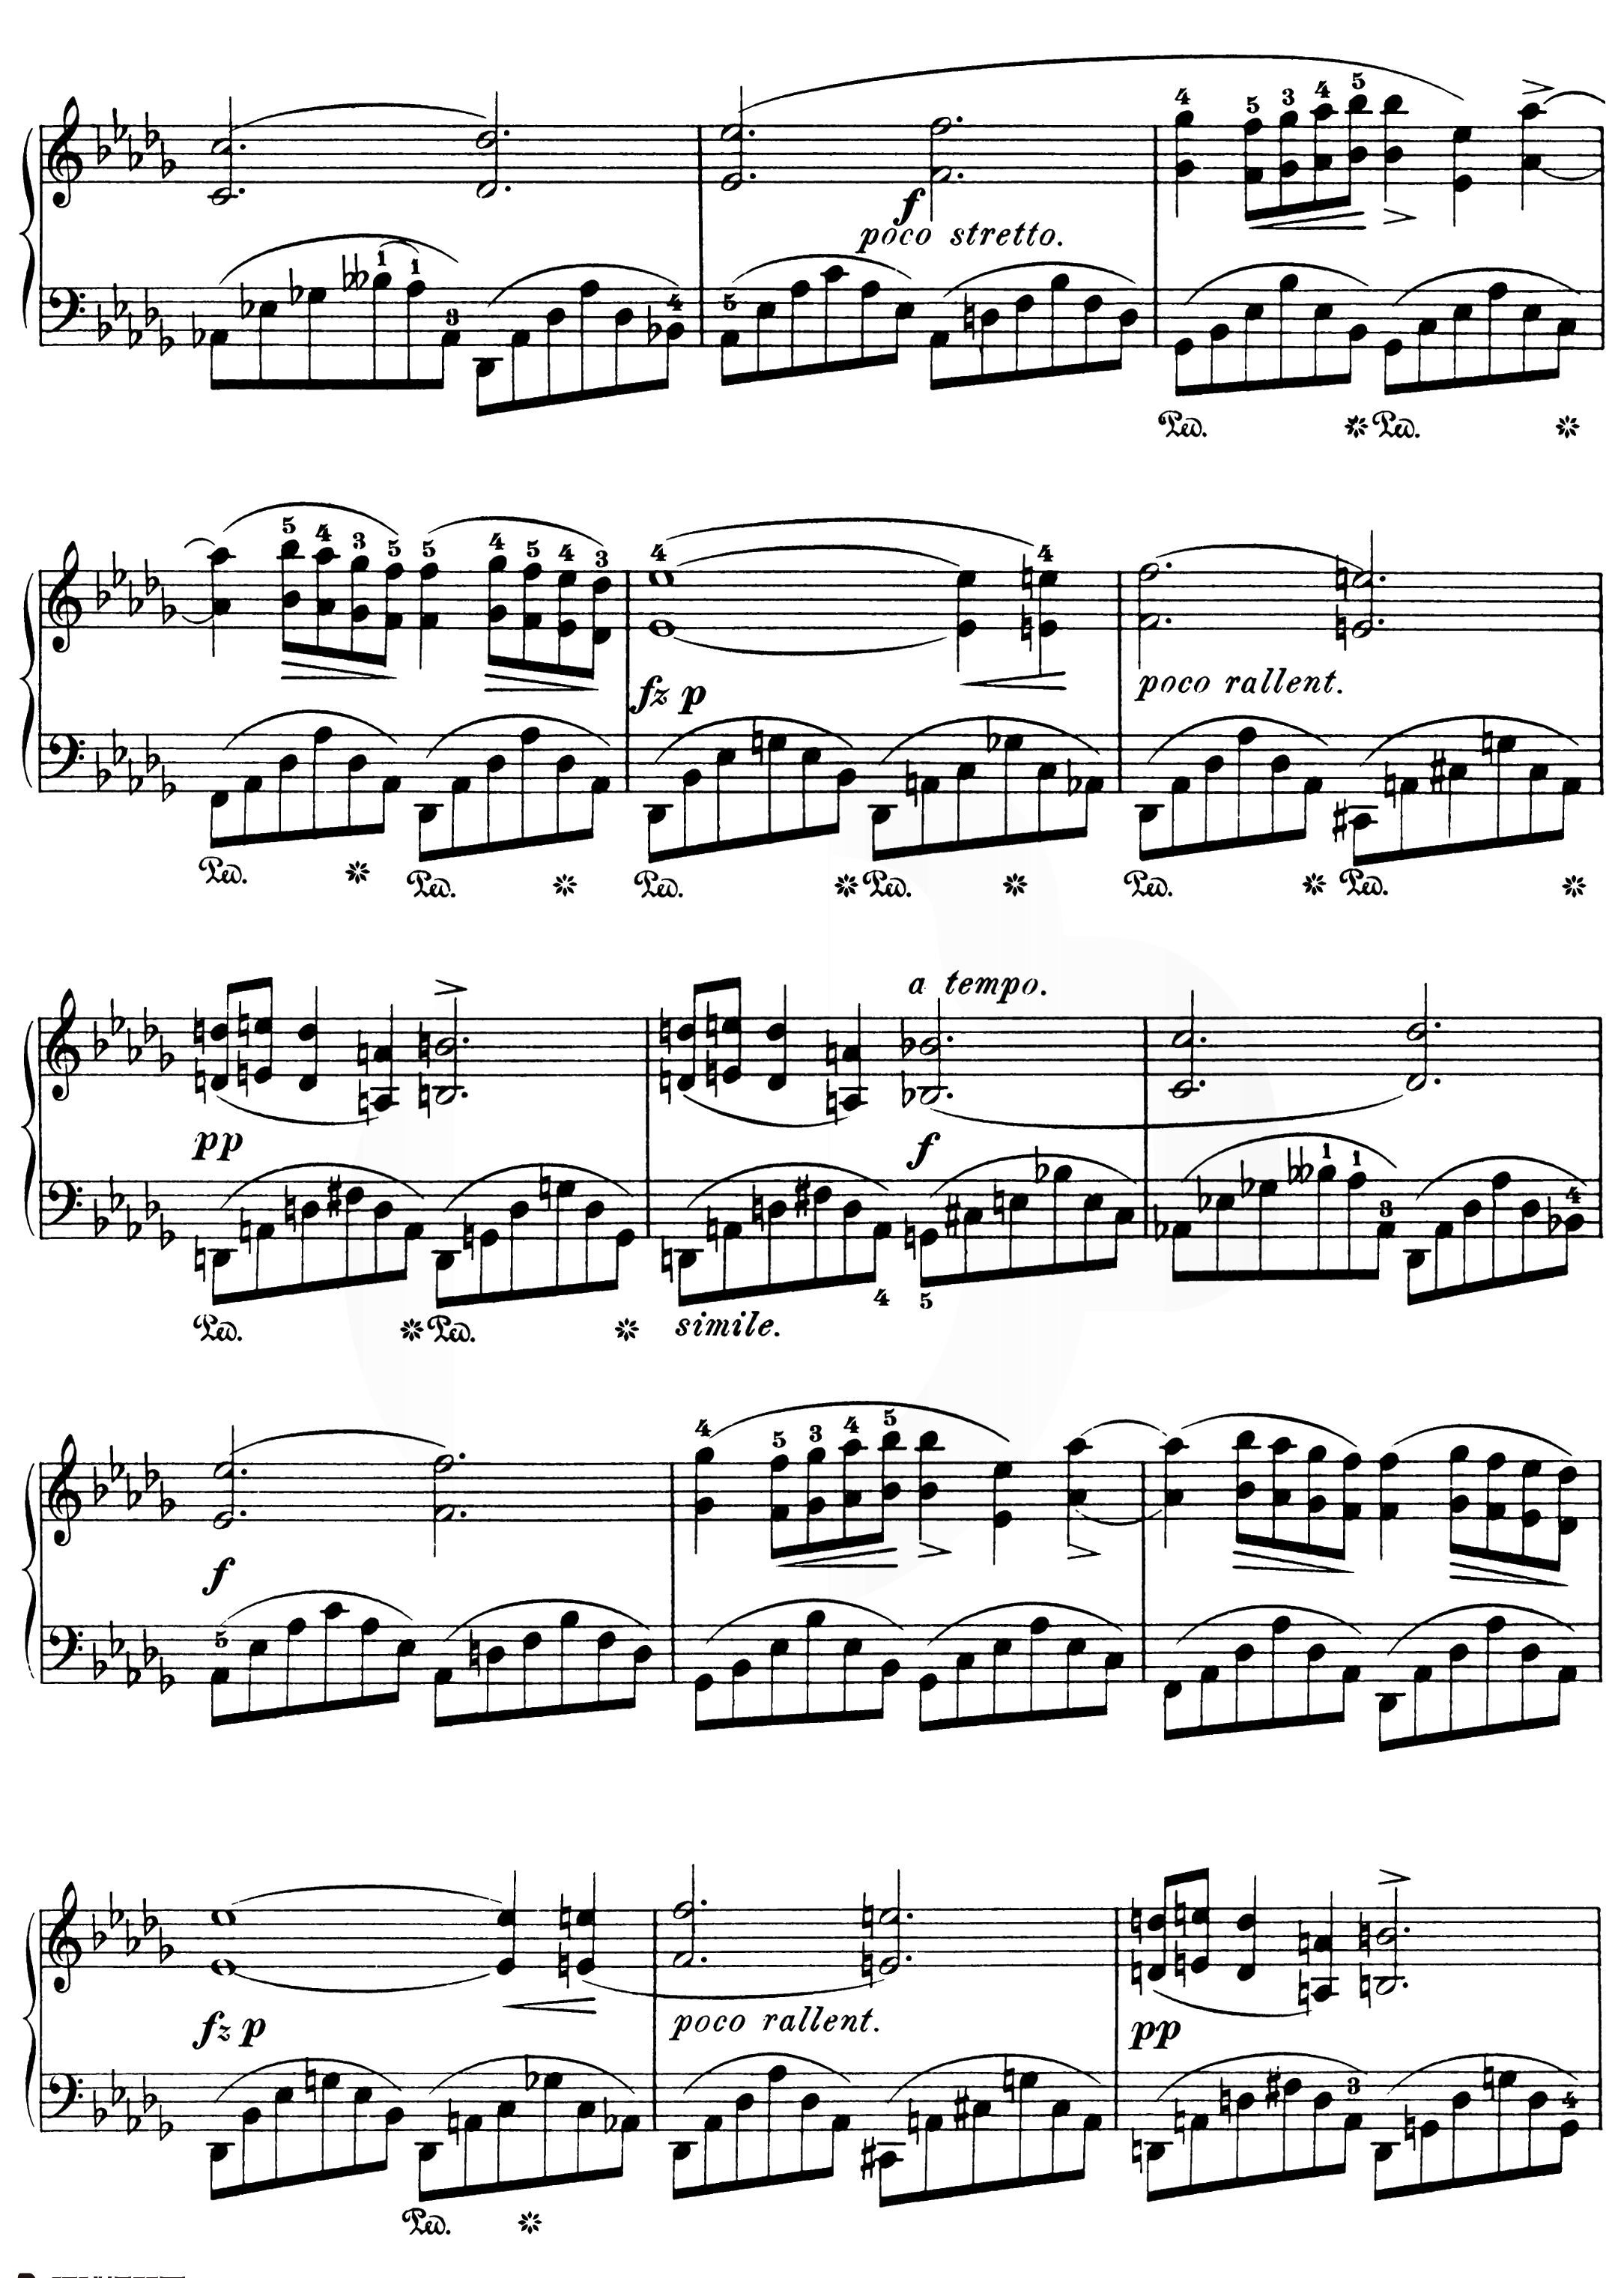 4 5 3 4 5
f
poco stretto.
1 1 3 4 5
Ped. Ped.
5 4 3 5 5 4 5 4 3 4 4
fz p poco rallent.
Ped. Ped. Ped. Ped. Ped. Ped.
a tempo.
pp f
1 1 3 4
4 5
Ped. Ped. simile.
4 5 3 4 5
f
5
fz p poco rallent. pp
3 4
Ped.